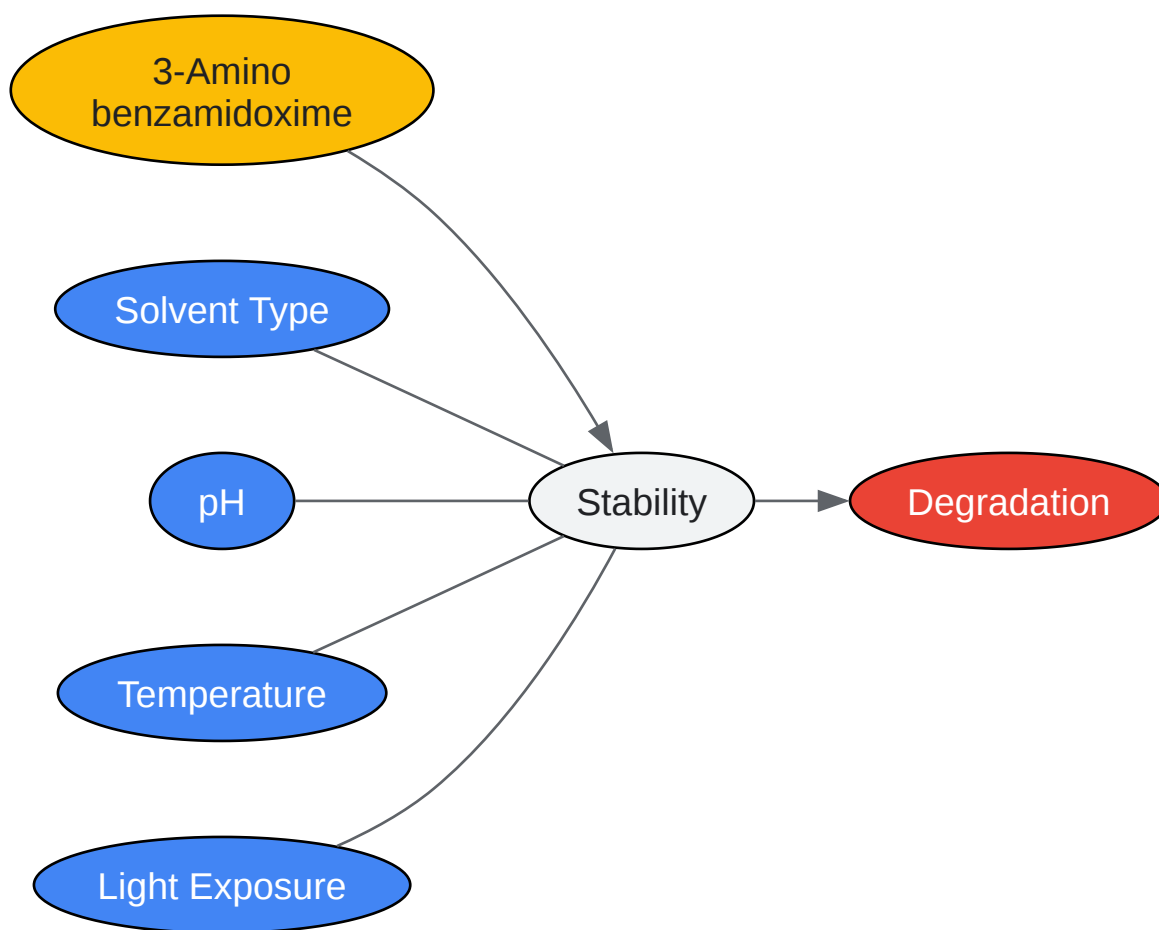 3-Amino
benzamidoxime
Solvent Type
pH
Stability
Degradation
Temperature
Light Exposure